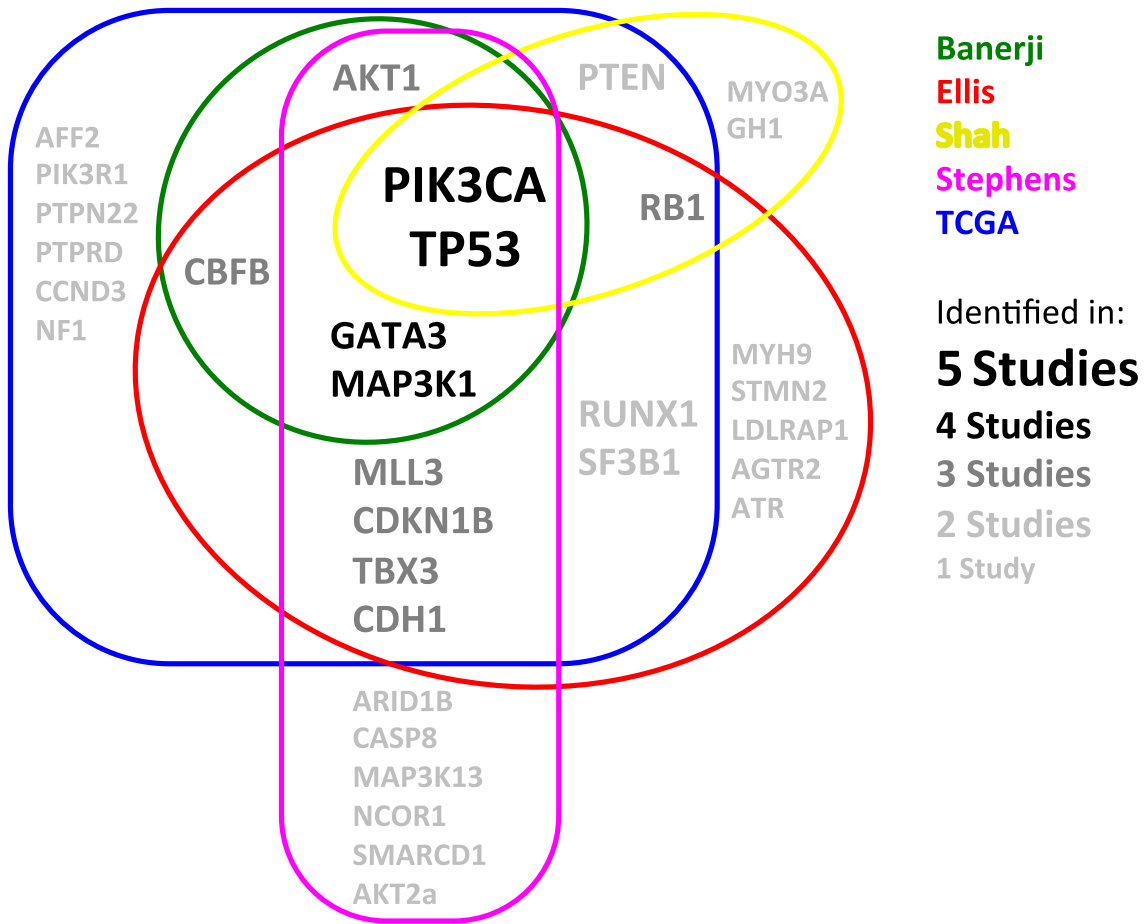 AKT1
PTEN
MYO3A
GH1
AFF2
PIK3R1
PTPN22
PTPRD
CCND3
NF1
PIK3CA
TP53
RB1
CBFB
GATA3
MAP3K1
RUNX1
SF3B1
MYH9
STMN2
LDLRAP1
AGTR2
ATR
MLL3
CDKN1B
TBX3
CDH1
ARID1B
CASP8
MAP3K13
NCOR1
SMARCD1
AKT2a
Banerji
Ellis
Shah
Stephens
TCGA
Identified in:
5 Studies
4 Studies
3 Studies
2 Studies
1 Study